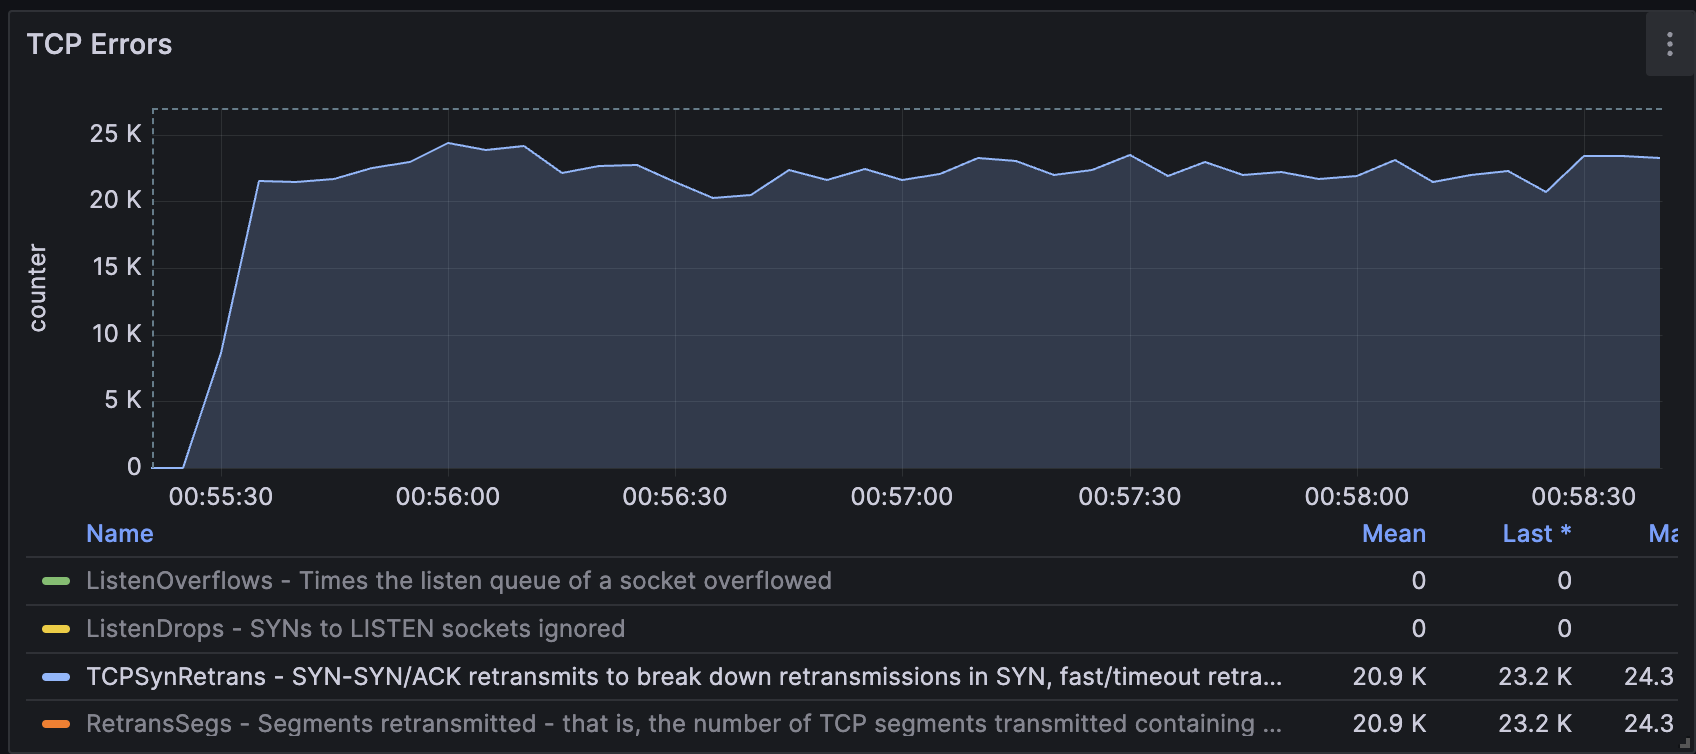 TCP Errors
25 K
20 K
15 K
10 K
5 K
0
counter
00:55:30 00:56:00 00:56:30 00:57:00 00:57:30 00:58:00 00:58:30
Name Mean Last * Ma
ListenOverflows - Times the listen queue of a socket overflowed 0 0
ListenDrops - SYNs to LISTEN sockets ignored 0 0
TCPSynRetrans - SYN-SYN/ACK retransmits to break down retransmissions in SYN, fast/timeout retra... 20.9 K 23.2 K 24.3
RetransSegs - Segments retransmitted - that is, the number of TCP segments transmitted containing ... 20.9 K 23.2 K 24.3